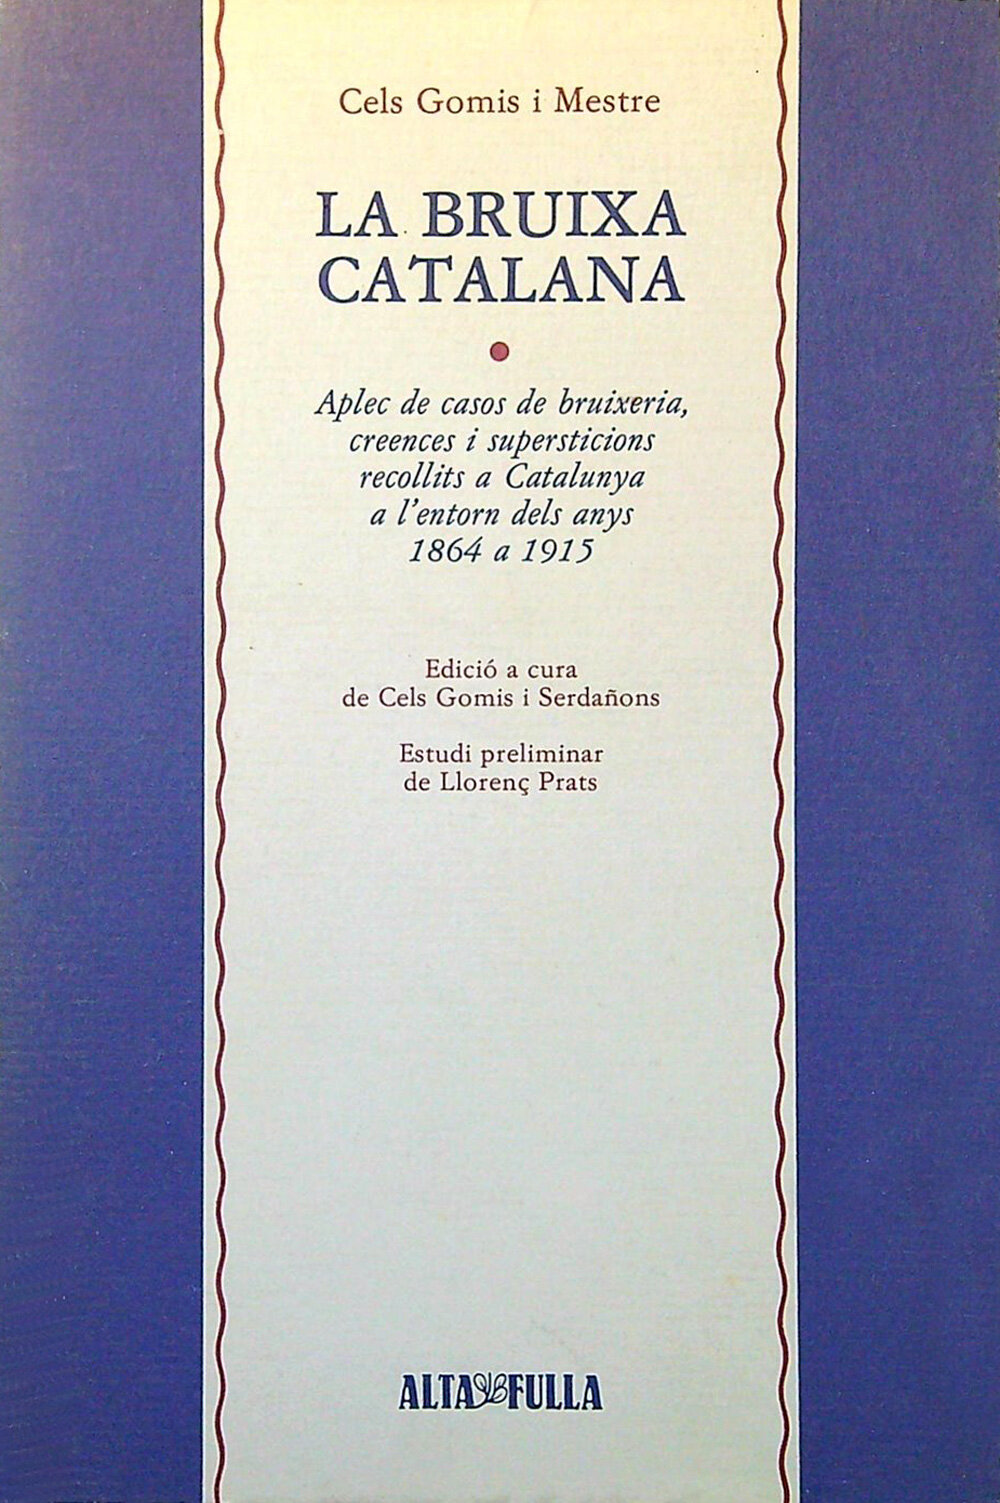 Cels Gomis i Mestre
LA BRUIXA
CATALANA
Aplec de casos de bruixeria,
creences i supersticions
recollits a Catalunya
a l'entorn dels anys
1864 a 1915
Edició a cura
de Cels Gomis i Serdañons
Estudi preliminar
de Llorenç Prats
ALTA FULLA